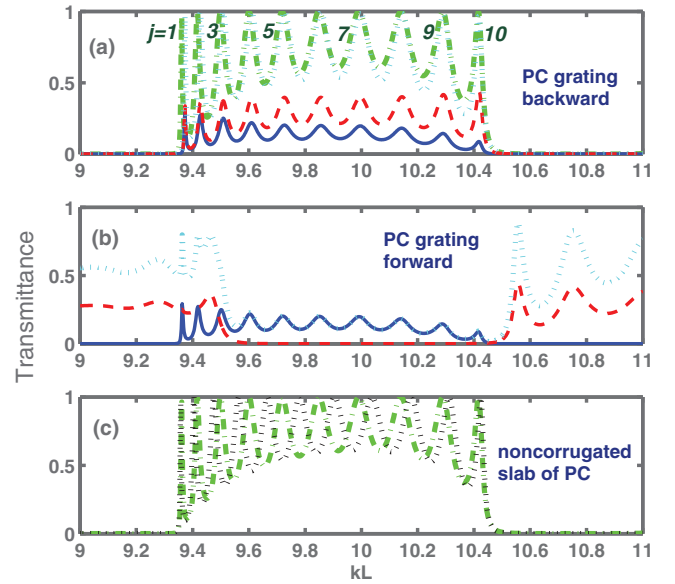 1
(a)
j=1
3
5
7
9
10
PC grating
backward
0.5
0
9 9.2 9.4 9.6 9.8 10 10.2 10.4 10.6 10.8 11
1
(b)
PC grating
forward
0.5
0
9 9.2 9.4 9.6 9.8 10 10.2 10.4 10.6 10.8 11
Transmittance
1
(c)
noncorrugated
slab of PC
0.5
0
9 9.2 9.4 9.6 9.8 10 10.2 10.4 10.6 10.8 11
kL